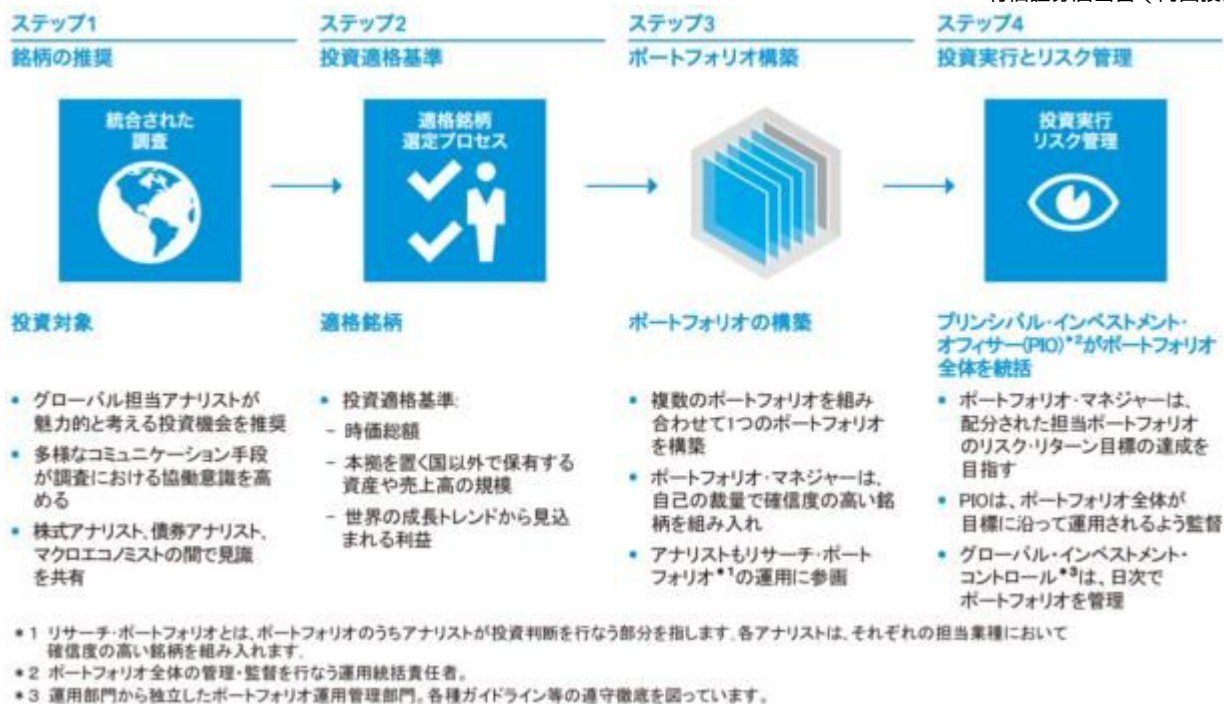 ステップ1
銘柄の推奨
統合された
調査
投資対象
• グローバル担当アナリストが
魅力的と考える投資機会を推奨
• 多様なコミュニケーション手段
が調査における協働意識を高
める
• 株式アナリスト、債券アナリスト、
マクロエコノミストの間で見識
を共有
ステップ2
投資適格基準
適格銘柄
選定プロセス
適格銘柄
• 投資適格基準:
− 時価総額
− 本拠を置く国以外で保有する
資産や売上高の規模
− 世界の成長トレンドから見込
まれる利益
ステップ3
ポートフォリオ構築
ポートフォリオの構築
• 複数のポートフォリオを組み
合わせて1つのポートフォリオ
を構築
• ポートフォリオ・マネジャーは、
自己の裁量で確信度の高い銘
柄を組み入れ
• アナリストもリサーチ・ポート
フォリオ*1の運用に参画
ステップ4
投資実行とリスク管理
投資実行
リスク管理
プリンシパル・インベストメント・
オフィサー(PIO)*2がポートフォリオ
全体を統括
• ポートフォリオ・マネジャーは、
配分された担当ポートフォリオ
のリスク・リターン目標の達成を
目指す
• PIOは、ポートフォリオ全体が
目標に沿って運用されるよう監督
• グローバル・インベストメント・
コントロール*3は、日次で
ポートフォリオを管理
*1 リサーチ・ポートフォリオとは、ポートフォリオのうちアナリストが投資判断を行なう部分を指します。各アナリストは、それぞれの担当業種において
確信度の高い銘柄を組み入れます。
*2 ポートフォリオ全体の管理・監督を行なう運用統括責任者。
*3 運用部門から独立したポートフォリオ運用管理部門。各種ガイドライン等の遵守徹底を図っています。